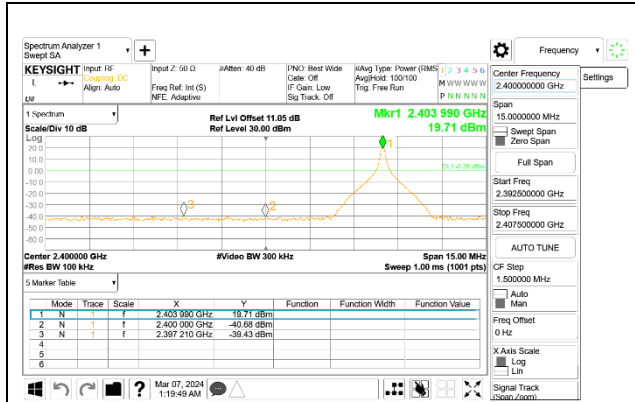 Spectrum Analyzer 1
Swept SA
+
Frequency
KEYSIGHT
L
Input: RF
Coupling: DC
Align: Auto
Input Z: 50 Ω
Freq Ref: Int (S)
NFE: Adaptive
#Atten: 40 dB
PNO: Best Wide
Gate: Off
IF Gain: Low
Sig Track: Off
#Avg Type: Power (RMS
Avg|Hold: 100/100
Trig: Free Run
1 2 3 4 5 6
M W W W W W
P N N N N N
1 Spectrum
Scale/Div 10 dB
Log
Ref Lvl Offset 11.05 dB
Ref Level 30.00 dBm
Mkr1 2.403 990 GHz
19.71 dBm
20.0
10.0
0.00
-10.0
-20.0
-30.0
-40.0
-50.0
-60.0
1
2
3
Center 2.400000 GHz
#Res BW 100 kHz
#Video BW 300 kHz
Span 15.00 MHz
Sweep 1.00 ms (1001 pts)
5 Marker Table
Mode Trace Scale X Y Function Function Width Function Value
1 N 1 f 2.403 990 GHz 19.71 dBm
2 N 1 f 2.400 000 GHz -40.68 dBm
3 N 1 f 2.397 210 GHz -39.43 dBm
4
5
6
?
Mar 07, 2024
1:19:49 AM
Center Frequency
2.400000000 GHz
Settings
Span
15.0000000 MHz
Swept Span
Zero Span
Full Span
Start Freq
2.392500000 GHz
Stop Freq
2.407500000 GHz
AUTO TUNE
CF Step
1.500000 MHz
Auto
Man
Freq Offset
0 Hz
X Axis Scale
Log
Lin
Signal Track
(Span Zoom)